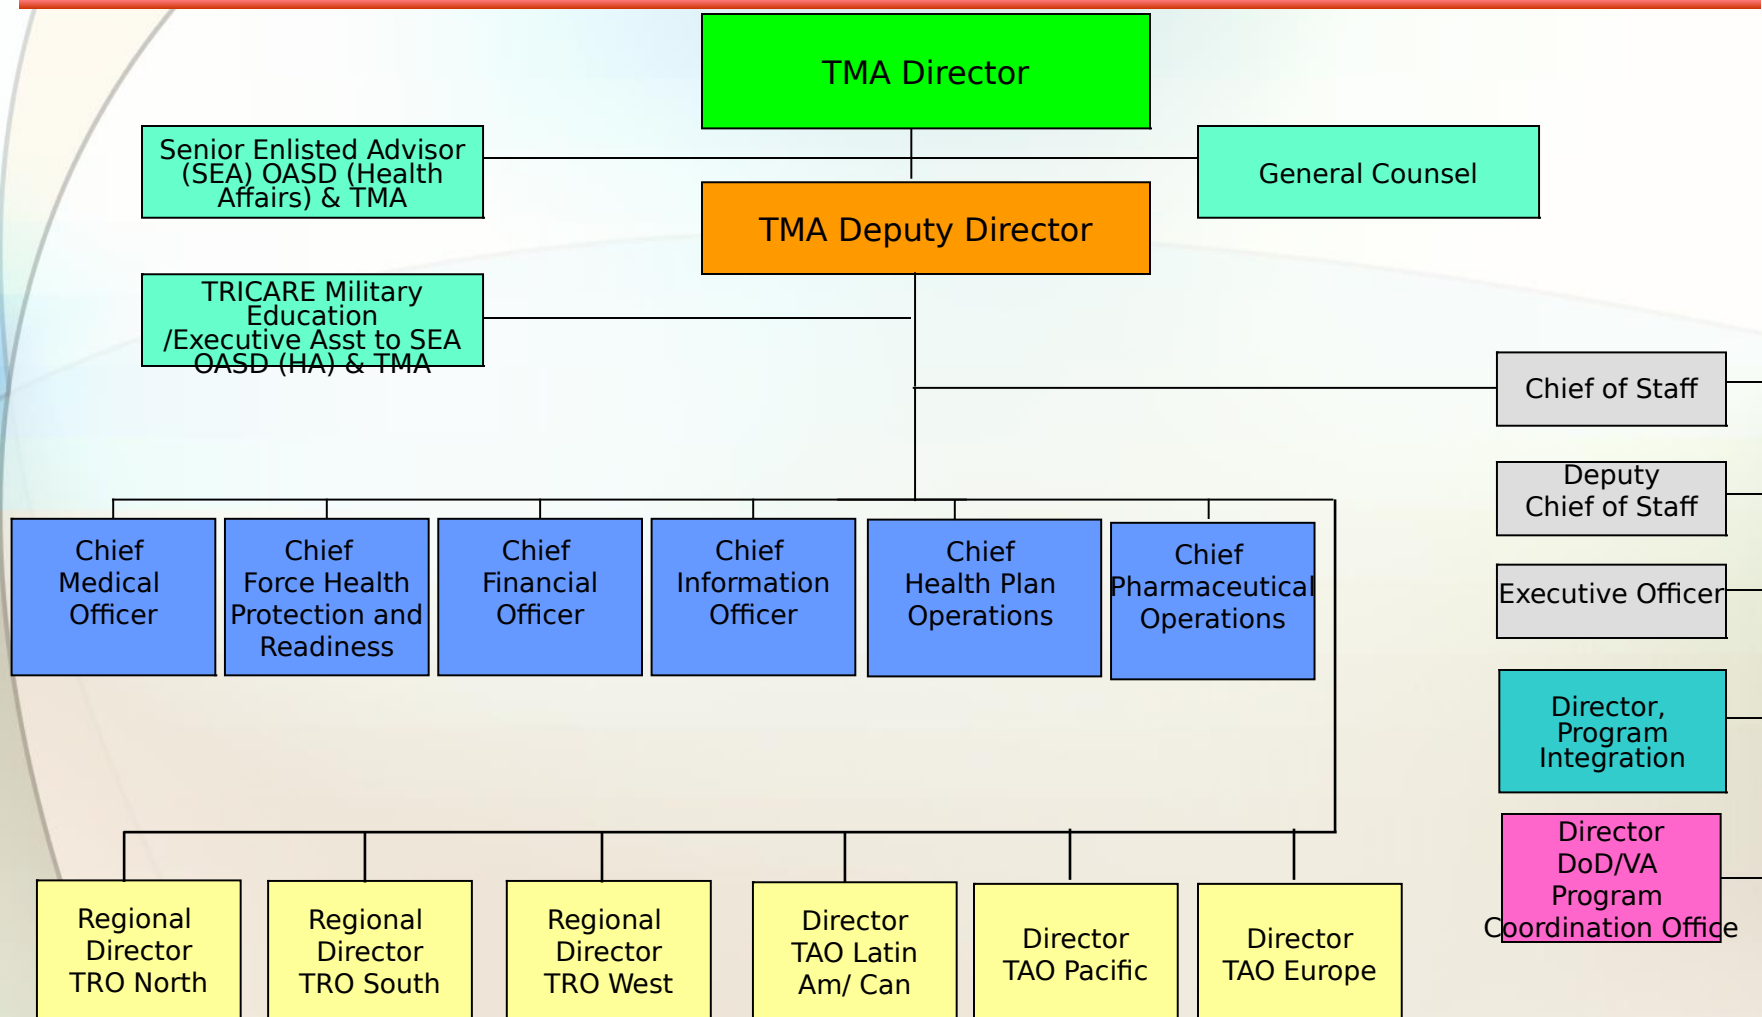 TMA Director
Senior Enlisted Advisor
(SEA) OASD (Health
Affairs) & TMA
General Counsel
TMA Deputy Director
TRICARE Military
Education
/Executive Asst to SEA
OASD (HA) & TMA
Chief of Staff
Deputy
Chief of Staff
Executive Officer
Director,
Program
Integration
Director
DoD/VA
Program
Coordination Office
Chief
Medical
Officer
Chief
Force Health
Protection and
Readiness
Chief
Financial
Officer
Chief
Information
Officer
Chief
Health Plan
Operations
Chief
Pharmaceutical
Operations
Regional
Director
TRO North
Regional
Director
TRO South
Regional
Director
TRO West
Director
TAO Latin
Am/ Can
Director
TAO Pacific
Director
TAO Europe